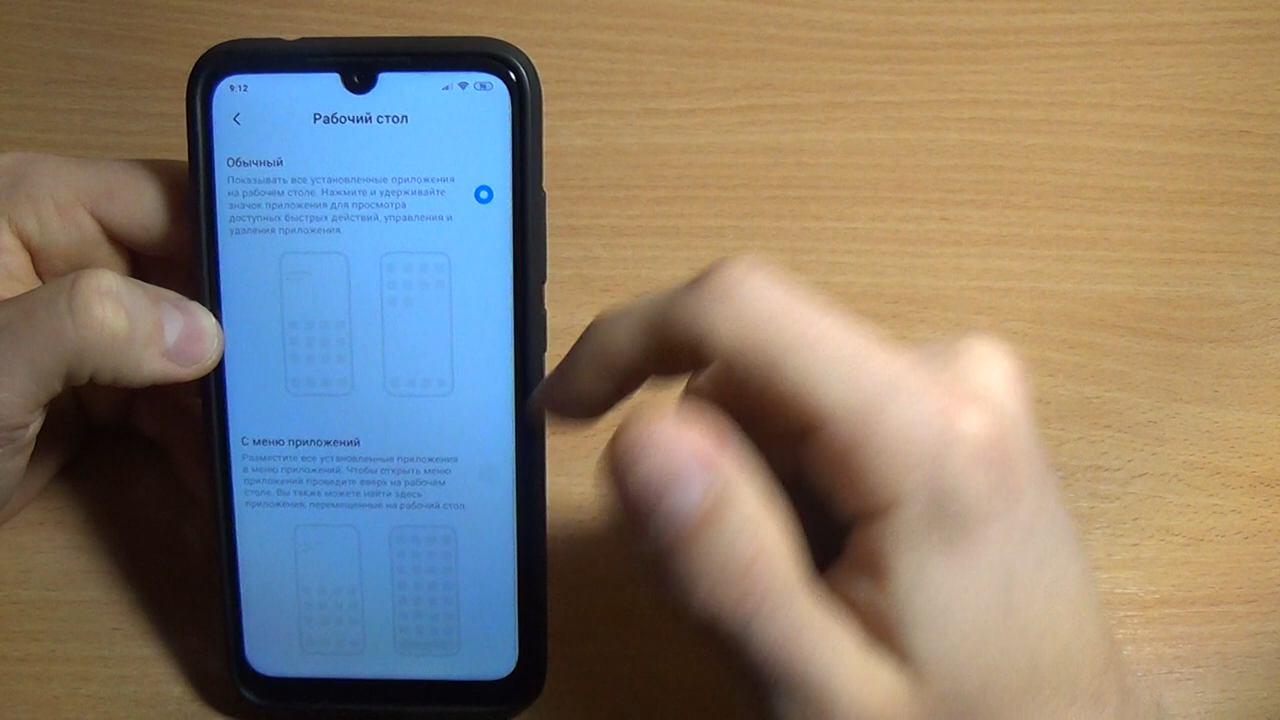 9:12
Рабочий стол
Обычный
Показывать все установленные приложения
на рабочем столе. Нажмите и удерживайте
значок приложения для просмотра
доступных быстрых действий, управления и
удаления приложения.
С меню приложений
Разместите все установленные приложения
в меню приложений. Чтобы открыть меню
приложений проведите вверх на рабочем
столе. Вы также можете найти здесь
приложения, перемещенные на рабочий стол.